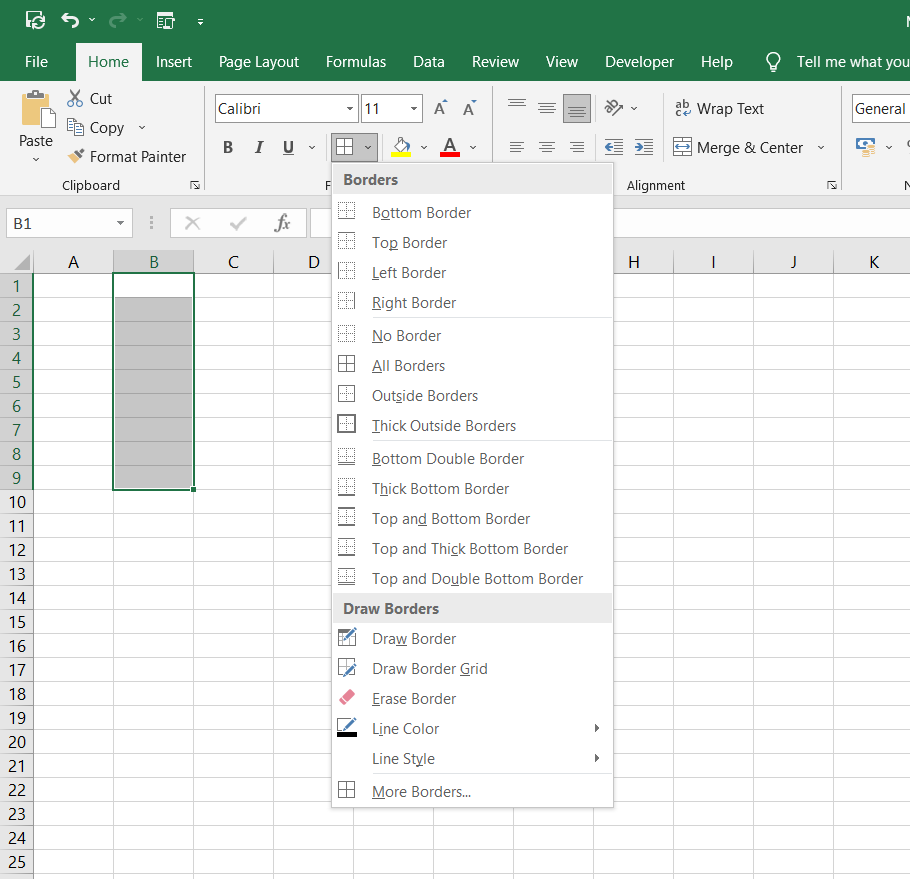 File Home Insert Page Layout Formulas Data Review View Developer Help Tell me what you
Cut
Copy
Format Painter
Paste
Clipboard
Calibri 11
B I U A
Wrap Text
Merge & Center
Alignment
General
B1 fx
A B C D H I J K
1
2
3
4
5
6
7
8
9
10
11
12
13
14
15
16
17
18
19
20
21
22
23
24
25
Borders
Bottom Border
Top Border
Left Border
Right Border
No Border
All Borders
Outside Borders
Thick Outside Borders
Bottom Double Border
Thick Bottom Border
Top and Bottom Border
Top and Thick Bottom Border
Top and Double Bottom Border
Draw Borders
Draw Border
Draw Border Grid
Erase Border
Line Color
Line Style
More Borders...